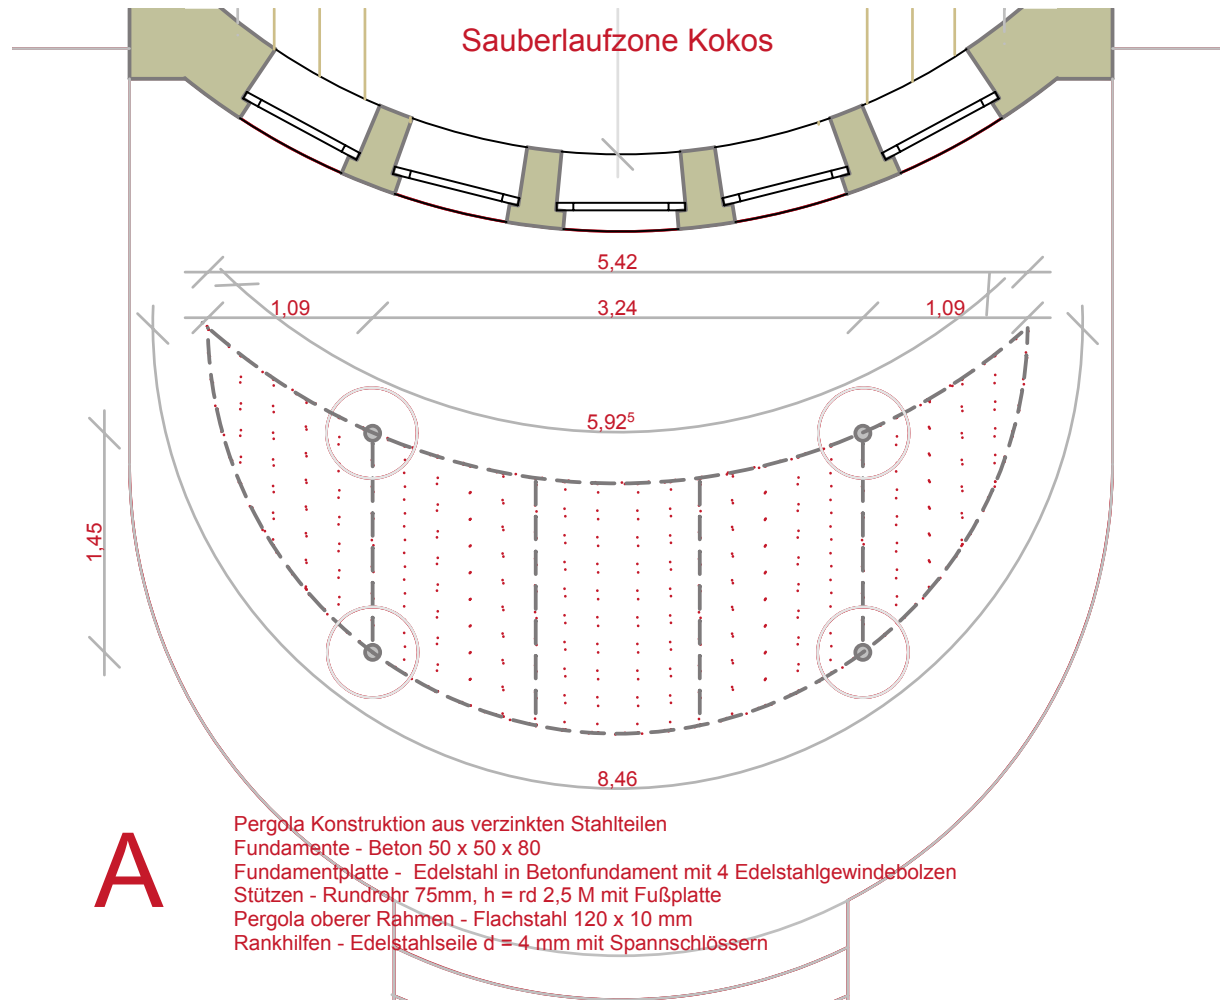 Sauberlaufzone Kokos
5,42
1,09
3,24
1,09
5,92⁵
1,45
8,46
A
Pergola Konstruktion aus verzinkten Stahlteilen
Fundamente - Beton 50 x 50 x 80
Fundamentplatte - Edelstahl in Betonfundament mit 4 Edelstahlgewindebolzen
Stützen - Rundrohr 75mm, h = rd 2,5 M mit Fußplatte
Pergola oberer Rahmen - Flachstahl 120 x 10 mm
Rankhilfen - Edelstahlseile d = 4 mm mit Spannschlössern